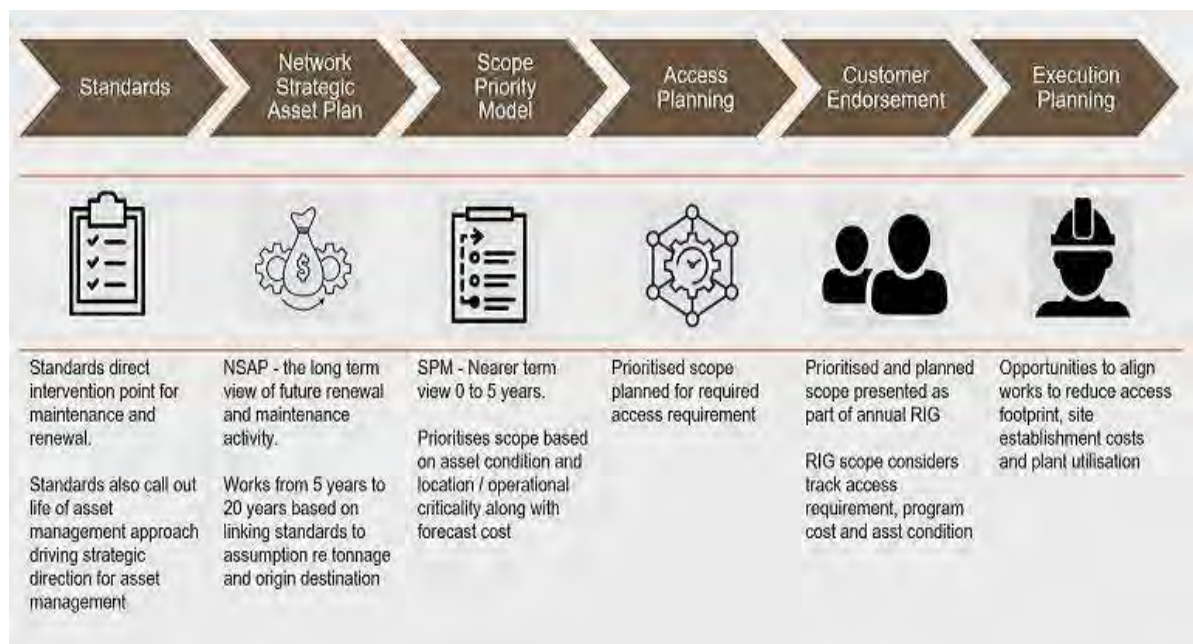 Standards
Network
Strategic
Asset Plan
Scope
Priority
Model
Access
Planning
Customer
Endorsement
Execution
Planning
$
Standards direct
intervention point for
maintenance and
renewal.
Standards also call out
life of asset
management approach
driving strategic
direction for asset
management
NSAP - the long term
view of future renewal
and maintenance
activity.
Works from 5 years to
20 years based on
linking standards to
assumption re tonnage
and origin destination
SPM - Nearer term
view 0 to 5 years.
Prioritises scope based
on asset condition and
location / operational
criticality along with
forecast cost
Prioritised scope
planned for required
access requirement
Prioritised and planned
scope presented as
part of annual RIG
RIG scope considers
track access
requirement, program
cost and asst condition
Opportunities to align
works to reduce access
footprint, site
establishment costs
and plant utilisation